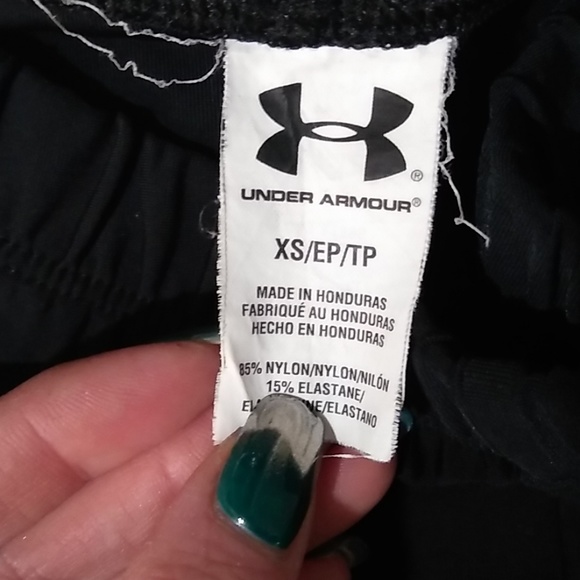 ®
UNDER ARMOUR®
XS/EP/TP
MADE IN HONDURAS
FABRIQUÉ AU HONDURAS
HECHO EN HONDURAS
85% NYLON/NYLON/NILÓN
15% ELASTANE/
/ELASTANO